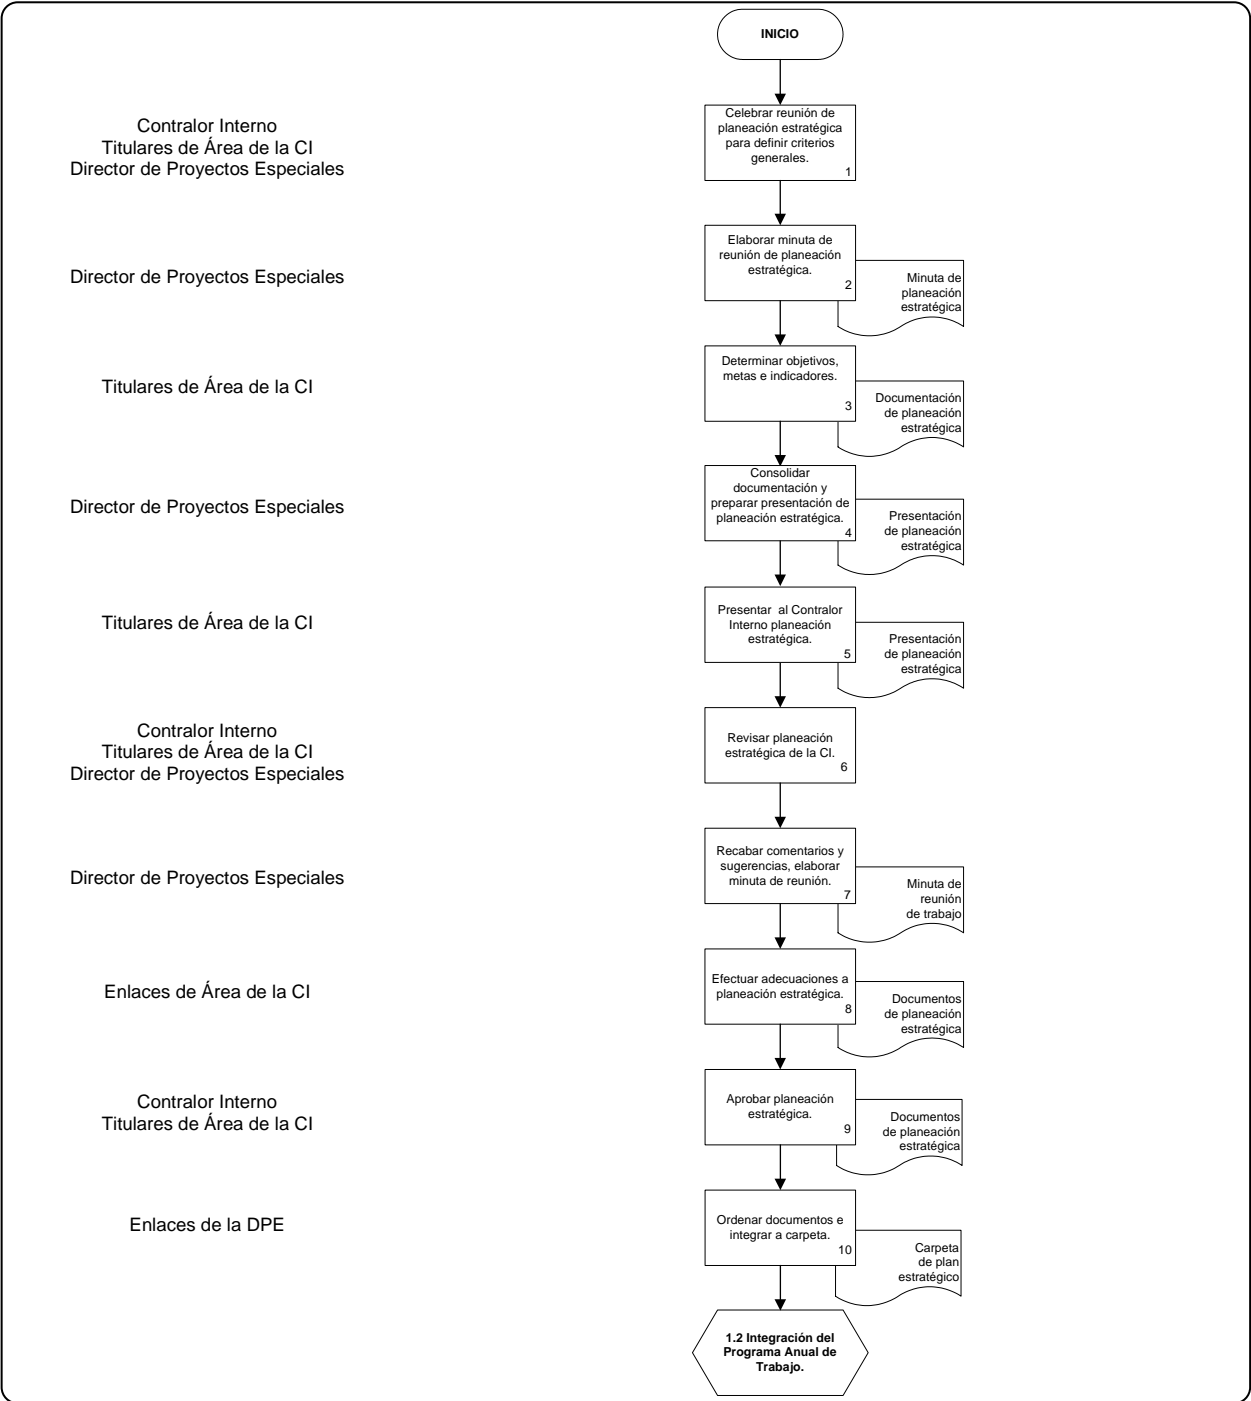 INICIO
Contralor Interno
Titulares de Área de la CI
Director de Proyectos Especiales
Celebrar reunión de
planeación estratégica
para definir criterios
generales.
1
Director de Proyectos Especiales
Elaborar minuta de
reunión de planeación
estratégica.
2
Minuta de
planeación
estratégica
Titulares de Área de la CI
Determinar objetivos,
metas e indicadores.
3
Documentación
de planeación
estratégica
Director de Proyectos Especiales
Consolidar
documentación y
preparar presentación de
planeación estratégica.
4
Presentación
de planeación
estratégica
Titulares de Área de la CI
Presentar  al Contralor
Interno planeación
estratégica.
5
Presentación
de planeación
estratégica
Contralor Interno
Titulares de Área de la CI
Director de Proyectos Especiales
Revisar planeación
estratégica de la CI.
6
Director de Proyectos Especiales
Recabar comentarios y
sugerencias, elaborar
minuta de reunión.
7
Minuta de
reunión
de trabajo
Enlaces de Área de la CI
Efectuar adecuaciones a
planeación estratégica.
8
Documentos
de planeación
estratégica
Contralor Interno
Titulares de Área de la CI
Aprobar planeación
estratégica.
9
Documentos
de planeación
estratégica
Enlaces de la DPE
Ordenar documentos e
integrar a carpeta.
10
Carpeta
de plan
estratégico
1.2 Integración del
Programa Anual de
Trabajo.